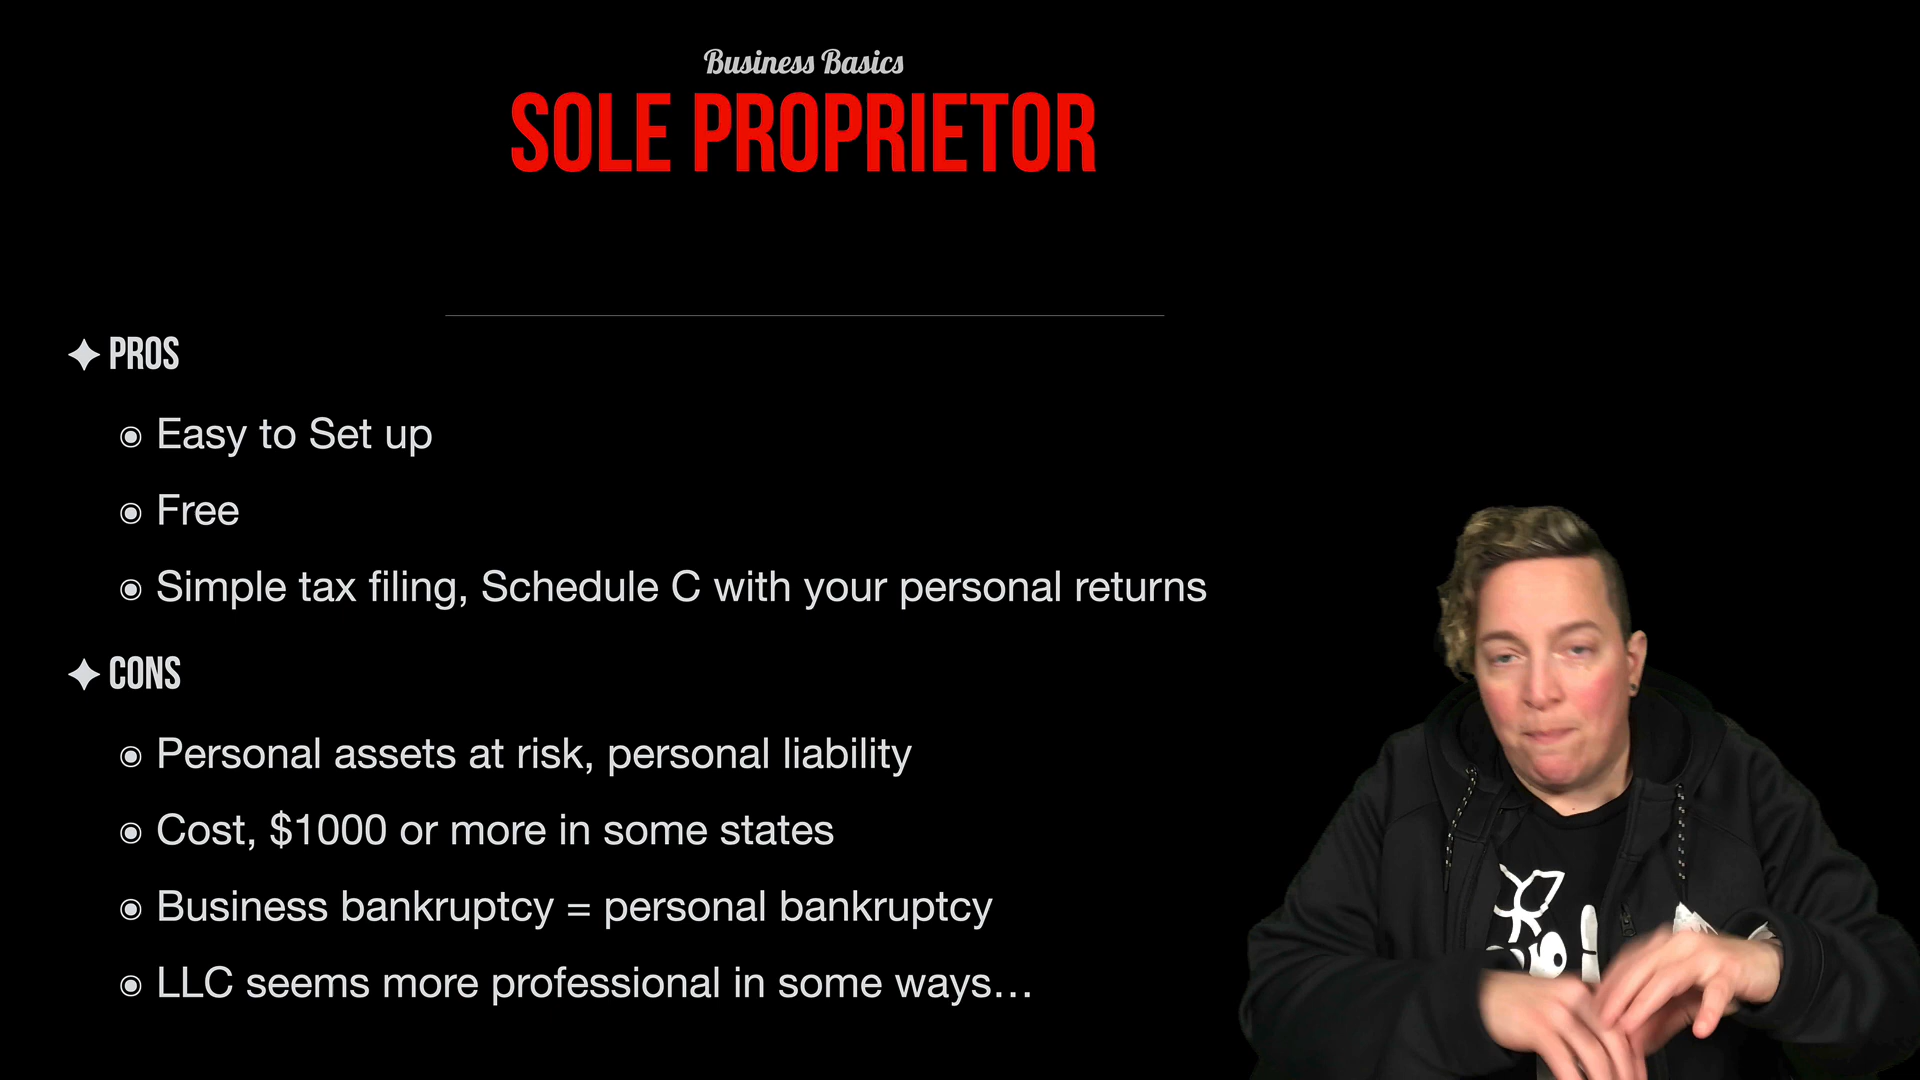 Business Basics
SOLE PROPRIETOR
PROS
Easy to Set up
Free
Simple tax filing, Schedule C with your personal returns
CONS
Personal assets at risk, personal liability
Cost, $1000 or more in some states
Business bankruptcy = personal bankruptcy
LLC seems more professional in some ways…